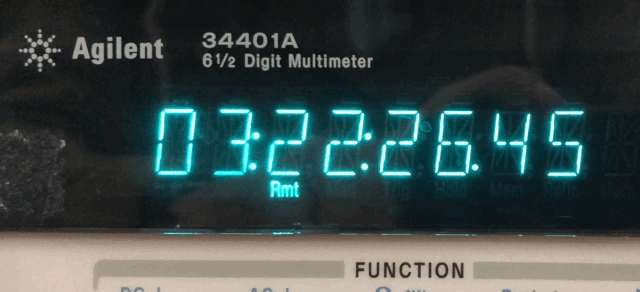 Agilent
34401A
6½ Digit Multimeter
03:22:26.45
Rmt
FUNCTION